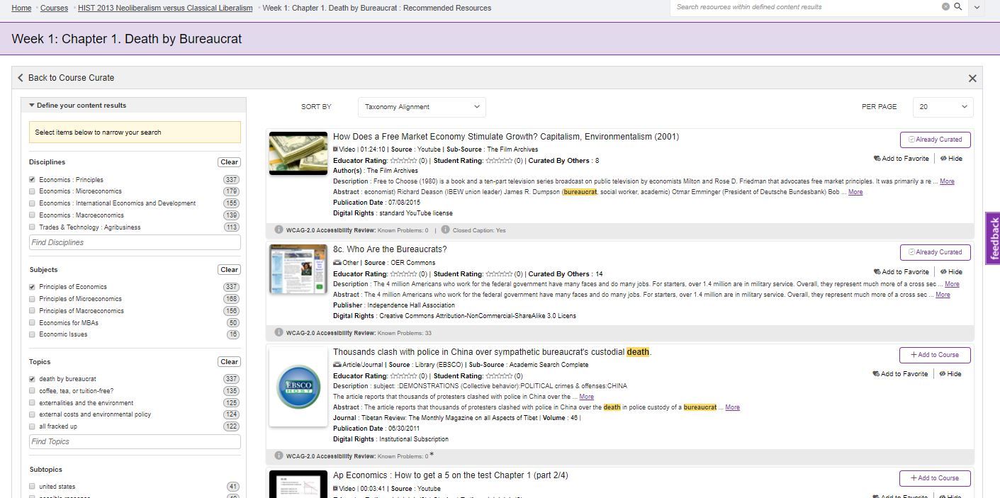 Home • Courses • HIST 2013 Neoliberalism versus Classical Liberalism • Week 1: Chapter 1. Death by Bureaucrat : Recommended Resources
Search resources within defined content results
Week 1: Chapter 1. Death by Bureaucrat
Back to Course Curate
Define your content results
Select items below to narrow your search
Disciplines Clear
Economics : Principles 337
Economics : Microeconomics 179
Economics : International Economics and Development 155
Economics : Macroeconomics 139
Trades & Technology : Agribusiness 113
Find Disciplines
Subjects Clear
Principles of Economics 337
Principles of Microeconomics 168
Principles of Macroeconomics 156
Economics for MBAs 50
Economic Issues 16
Topics Clear
death by bureaucrat 337
coffee, tea, or tuition-free? 135
externalities and the environment 125
external costs and environmental policy 124
all fracked up 122
Find Topics
Subtopics
united states 41
SORT BY Taxonomy Alignment PER PAGE 20
How Does a Free Market Economy Stimulate Growth? Capitalism, Environmentalism (2001)
Already Curated
Video | 01:24:10 | Source : Youtube | Sub-Source : The Film Archives
Educator Rating: (0) | Student Rating: (0) | Curated By Others : 8
Add to Favorite Hide
Author(s) : The Film Archives
Description : Free to Choose (1980) is a book and a ten-part television series broadcast on public television by economists Milton and Rose D. Friedman that advocates free market principles. It was primarily a re ... More
Abstract : economist) Richard Deason (IBEW union leader) James R. Dumpson (bureaucrat, social worker, academic) Otmar Emminger (President of Deutsche Bundesbank) Bob ... More
Publication Date : 07/08/2015
Digital Rights : standard YouTube license
WCAG-2.0 Accessibility Review: Known Problems: 0 | Closed Caption: Yes
8c. Who Are the Bureaucrats?
Already Curated
Other | Source : OER Commons
Educator Rating: (0) | Student Rating: (0) | Curated By Others : 14
Add to Favorite Hide
Description : The 4 million Americans who work for the federal government have many faces and do many jobs. For starters, over 1.4 million are in military service. Overall, they represent much more of a cross sec ... More
Abstract : The 4 million Americans who work for the federal government have many faces and do many jobs. For starters, over 1.4 million are in military service. Overall, they represent much more of a cross sec ... More
Publisher : Independence Hall Association
Digital Rights : Creative Commons Attribution-NonCommercial-ShareAlike 3.0 Licens
WCAG-2.0 Accessibility Review: Known Problems: 33
Thousands clash with police in China over sympathetic bureaucrat's custodial death.
+ Add to Course
EBSCO
HOST
Article/Journal | Source : Library (EBSCO) | Sub-Source : Academic Search Complete
Educator Rating: (0) | Student Rating: (0)
Add to Favorite Hide
Description : subject: :DEMONSTRATIONS (Collective behavior):POLITICAL crimes & offenses:CHINA
The article reports that thousands of protesters clashed with police in China over the ... More
Abstract : The article reports that thousands of protesters clashed with police in China over the death in police custody of a bureaucrat ... More
Journal : Tibetan Review: The Monthly Magazine on all Aspects of Tibet | Volume : 46 |
Publication Date : 06/30/2011
Digital Rights : Institutional Subscription
WCAG-2.0 Accessibility Review: Known Problems: 0 *
Ap Economics : How to get a 5 on the test Chapter 1 (part 2/4)
+ Add to Course
Video | 00:03:41 | Source : Youtube
feedback